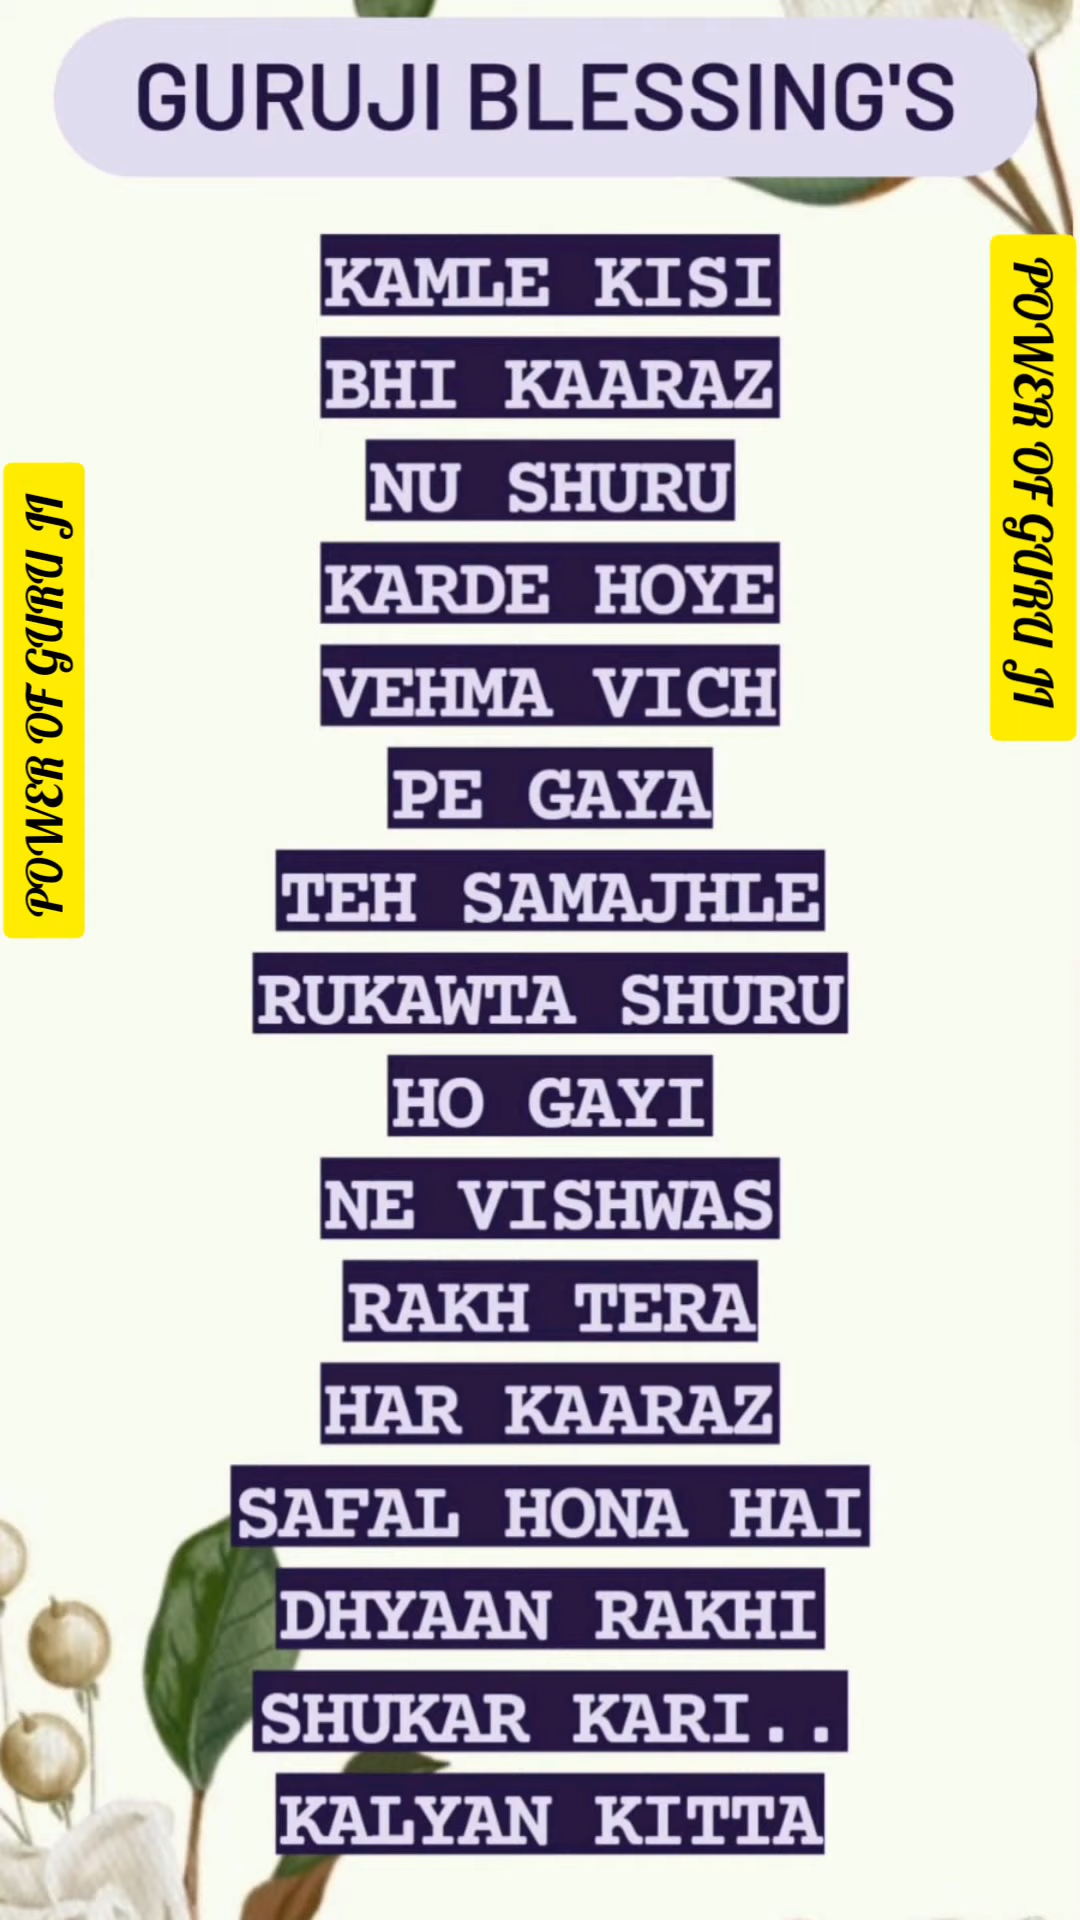 GURUJI BLESSING'S
KAMLE KISI
BHI KAARAZ
NU SHURU
KARDE HOYE
VEHMA VICH
PE GAYA
TEH SAMAJHLE
RUKAWTA SHURU
HO GAYI
NE VISHWAS
RAKH TERA
HAR KAARAZ
SAFAL HONA HAI
DHYAAN RAKHI
SHUKAR KARI..
KALYAN KITTA
POWER OF GURU JI
POWER OF GURU JI